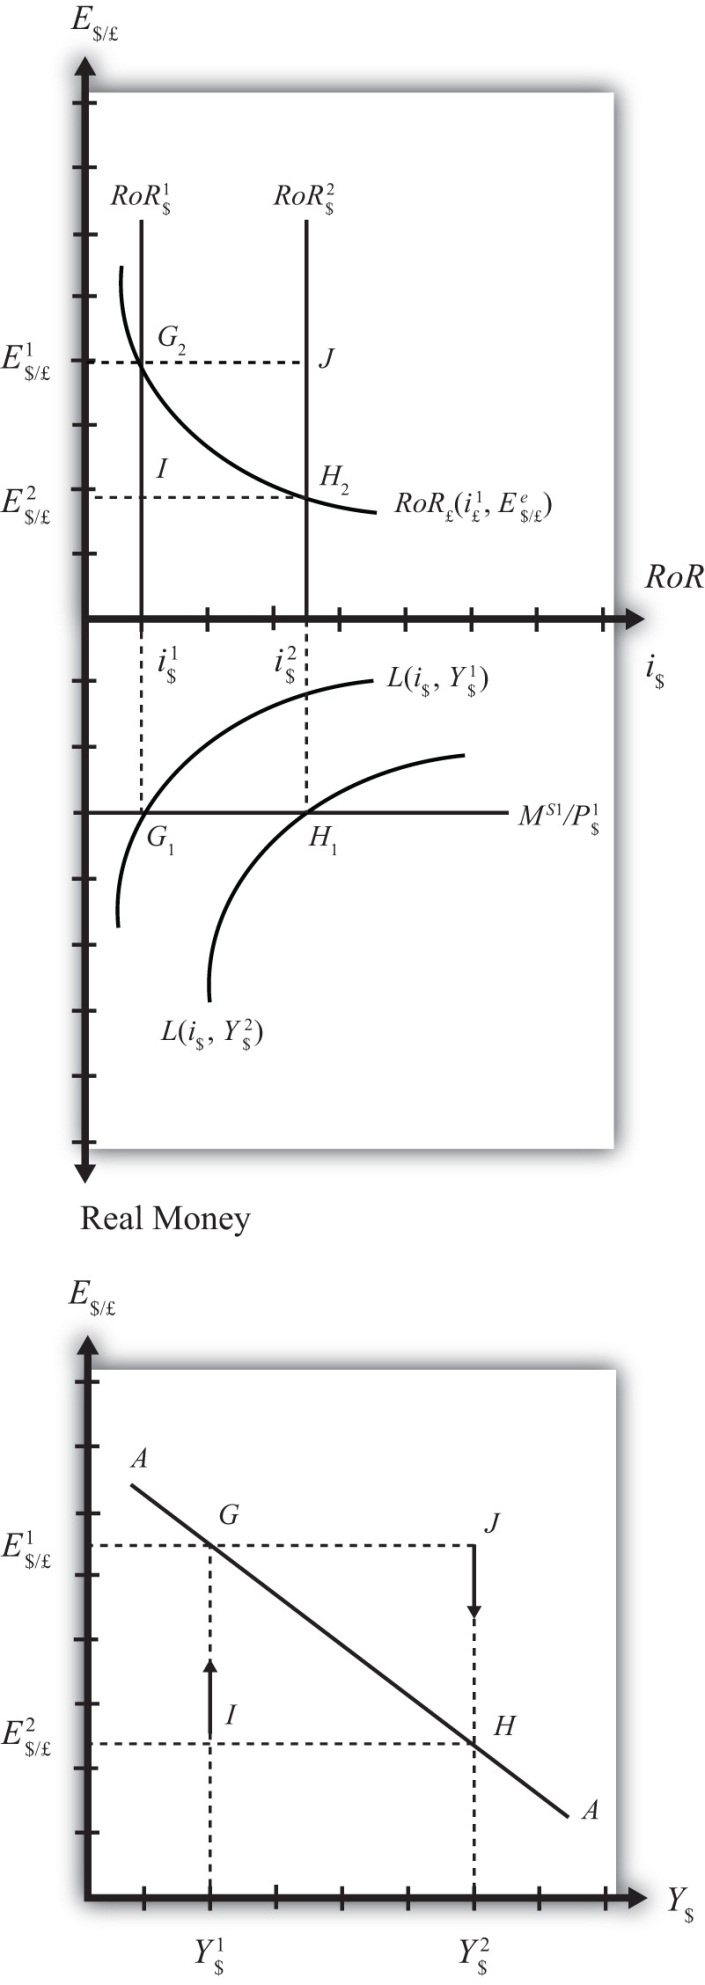 E$/£
RoR$1 RoR$2
G2
E$/£1 J
I H2
E$/£2 RoR£(i£1, E$/£e)
RoR
i$1 i$2 i$
L(i$, Y$1)
MS1/P$1
G1 H1
L(i$, Y$2)
Real Money
E$/£
A
G J
E$/£1
I H
E$/£2
A
Y$
Y$1 Y$2